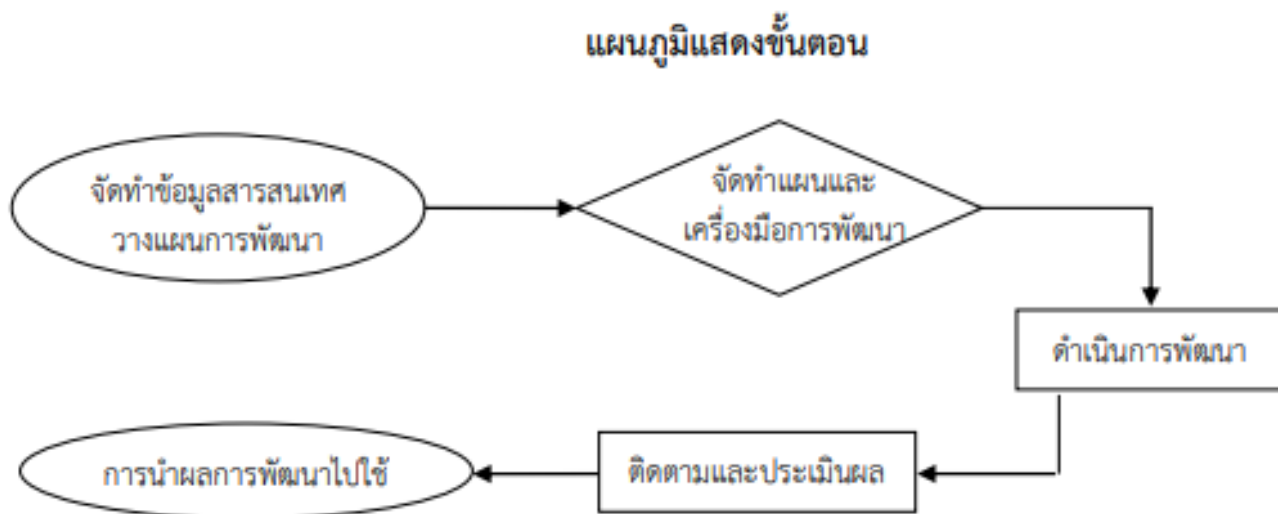 แผนภูมิแสดงขั้นตอน
จัดทำข้อมูลสารสนเทศ
วางแผนการพัฒนา
จัดทำแผนและ
เครื่องมือการพัฒนา
ดำเนินการพัฒนา
ติดตามและประเมินผล
การนำผลการพัฒนาไปใช้